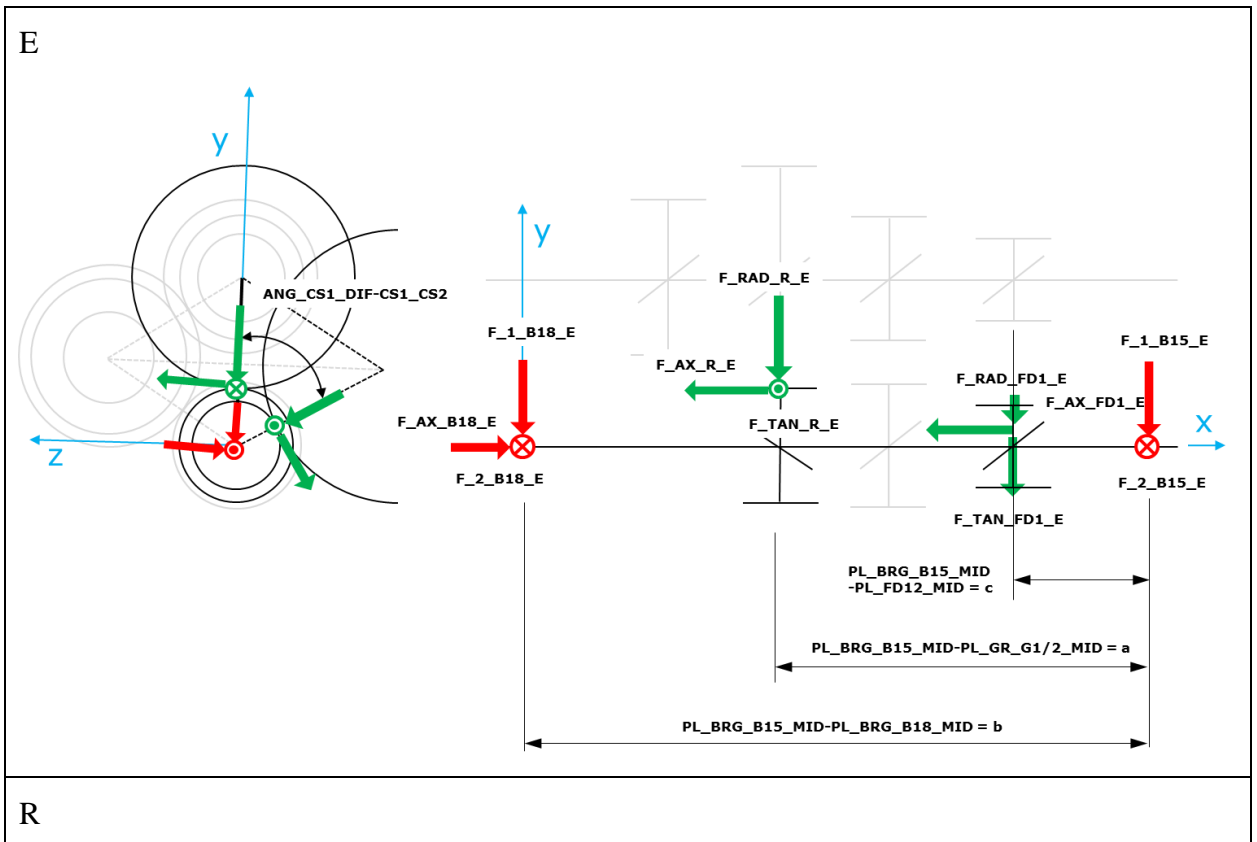 E
y
ANG_CS1_DIF-CS1_CS2
z
y
F_RAD_R_E
F_1_B18_E
F_1_B15_E
F_AX_R_E
F_RAD_FD1_E
F_AX_FD1_E
F_AX_B18_E
F_TAN_R_E
x
F_2_B18_E
F_2_B15_E
F_TAN_FD1_E
PL_BRG_B15_MID
-PL_FD12_MID = c
PL_BRG_B15_MID-PL_GR_G1/2_MID = a
PL_BRG_B15_MID-PL_BRG_B18_MID = b
R